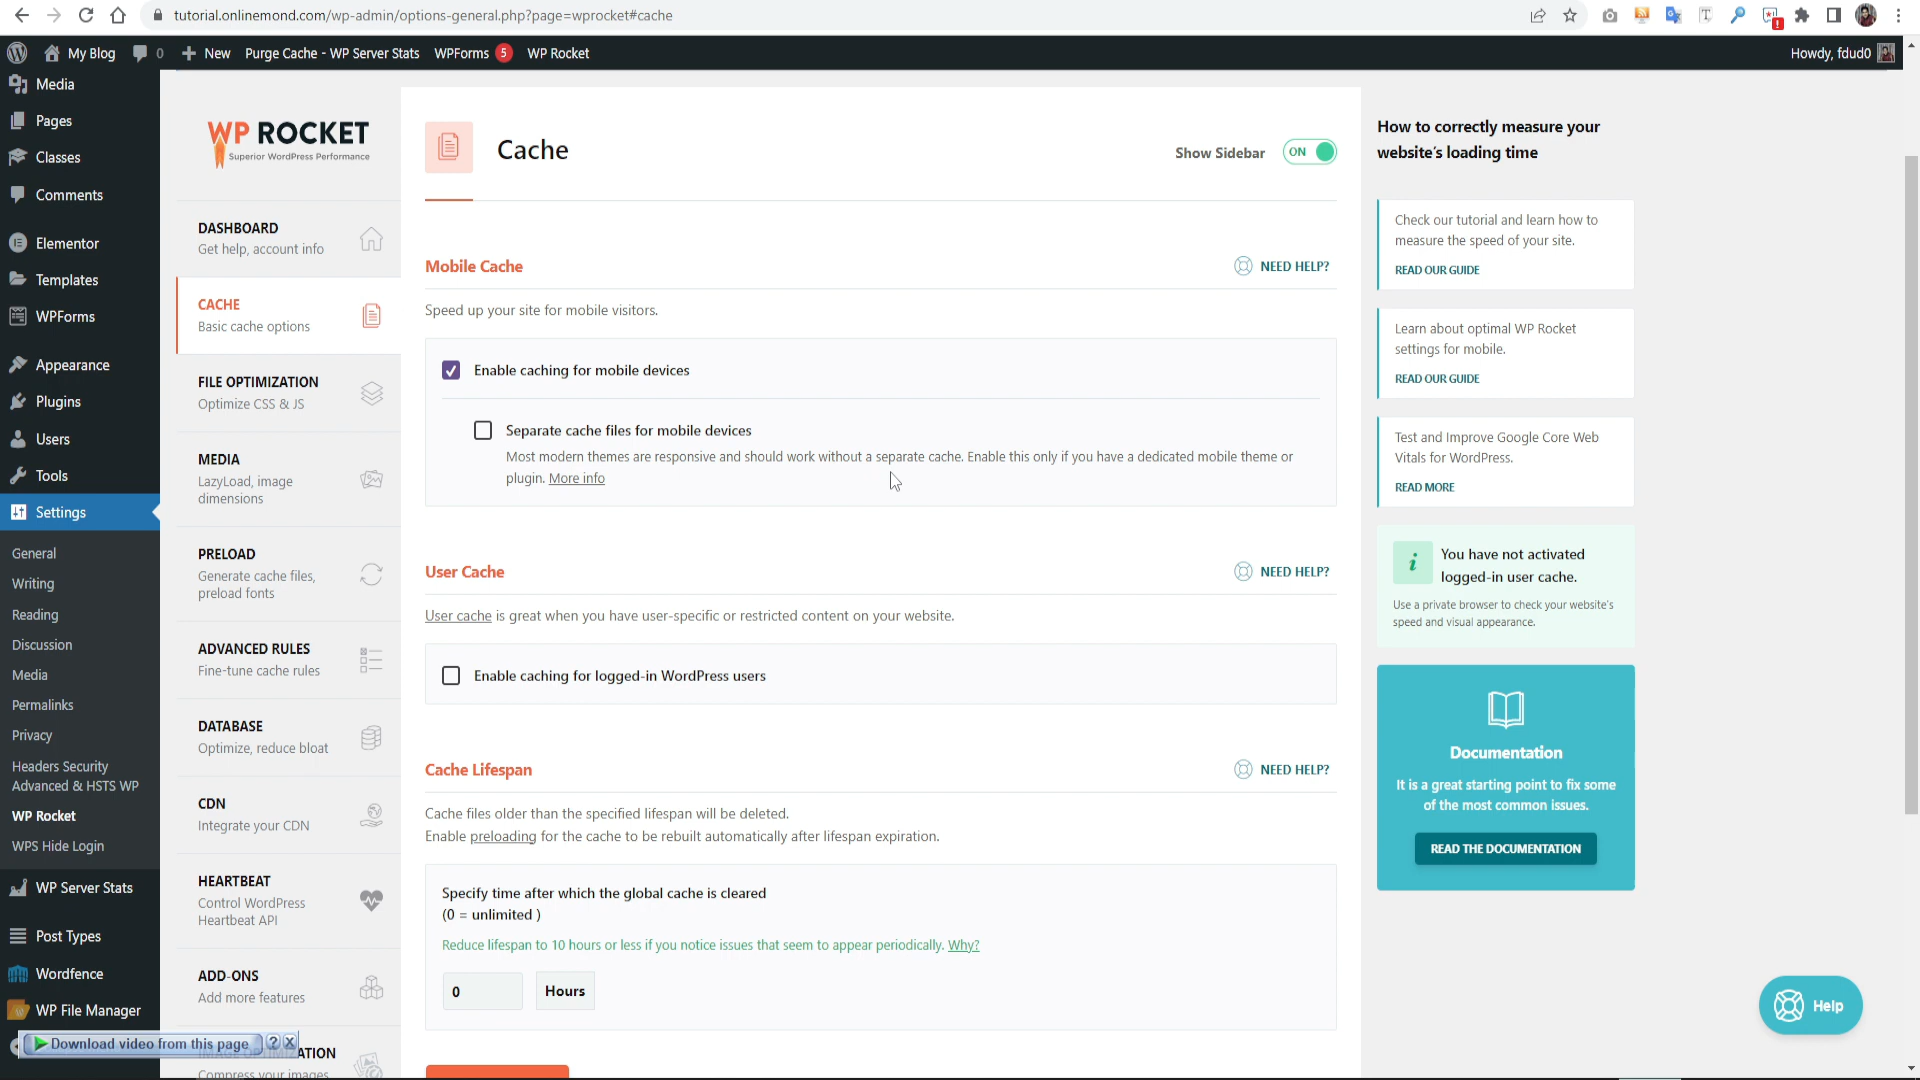 tutorial.onlinemond.com/wp-admin/options-general.php?page=wprocket#cache
My Blog 0 New Purge Cache - WP Server Stats WPForms 5 WP Rocket
Howdy, fdud0
Media
Pages
Classes
Comments
Elementor
Templates
WPForms
Appearance
Plugins
Users
Tools
Settings
General
Writing
Reading
Discussion
Media
Permalinks
Privacy
Headers Security
Advanced & HSTS WP
WP Rocket
WPS Hide Login
WP Server Stats
Post Types
Wordfence
WP File Manager
Download video from this page ? X
WP ROCKET
Superior WordPress Performance
DASHBOARD
Get help, account info
CACHE
Basic cache options
FILE OPTIMIZATION
Optimize CSS & JS
MEDIA
LazyLoad, image
dimensions
PRELOAD
Generate cache files,
preload fonts
ADVANCED RULES
Fine-tune cache rules
DATABASE
Optimize, reduce bloat
CDN
Integrate your CDN
HEARTBEAT
Control WordPress
Heartbeat API
ADD-ONS
Add more features
Compress your images
Cache
Show Sidebar ON
Mobile Cache
NEED HELP?
Speed up your site for mobile visitors.
Enable caching for mobile devices
Separate cache files for mobile devices
Most modern themes are responsive and should work without a separate cache. Enable this only if you have a dedicated mobile theme or
plugin. More info
User Cache
NEED HELP?
User cache is great when you have user-specific or restricted content on your website.
Enable caching for logged-in WordPress users
Cache Lifespan
NEED HELP?
Cache files older than the specified lifespan will be deleted.
Enable preloading for the cache to be rebuilt automatically after lifespan expiration.
Specify time after which the global cache is cleared
(0 = unlimited )
Reduce lifespan to 10 hours or less if you notice issues that seem to appear periodically. Why?
0 Hours
How to correctly measure your
website's loading time
Check our tutorial and learn how to
measure the speed of your site.
READ OUR GUIDE
Learn about optimal WP Rocket
settings for mobile.
READ OUR GUIDE
Test and Improve Google Core Web
Vitals for WordPress.
READ MORE
i
You have not activated
logged-in user cache.
Use a private browser to check your website's
speed and visual appearance.
Documentation
It is a great starting point to fix some
of the most common issues.
READ THE DOCUMENTATION
Help